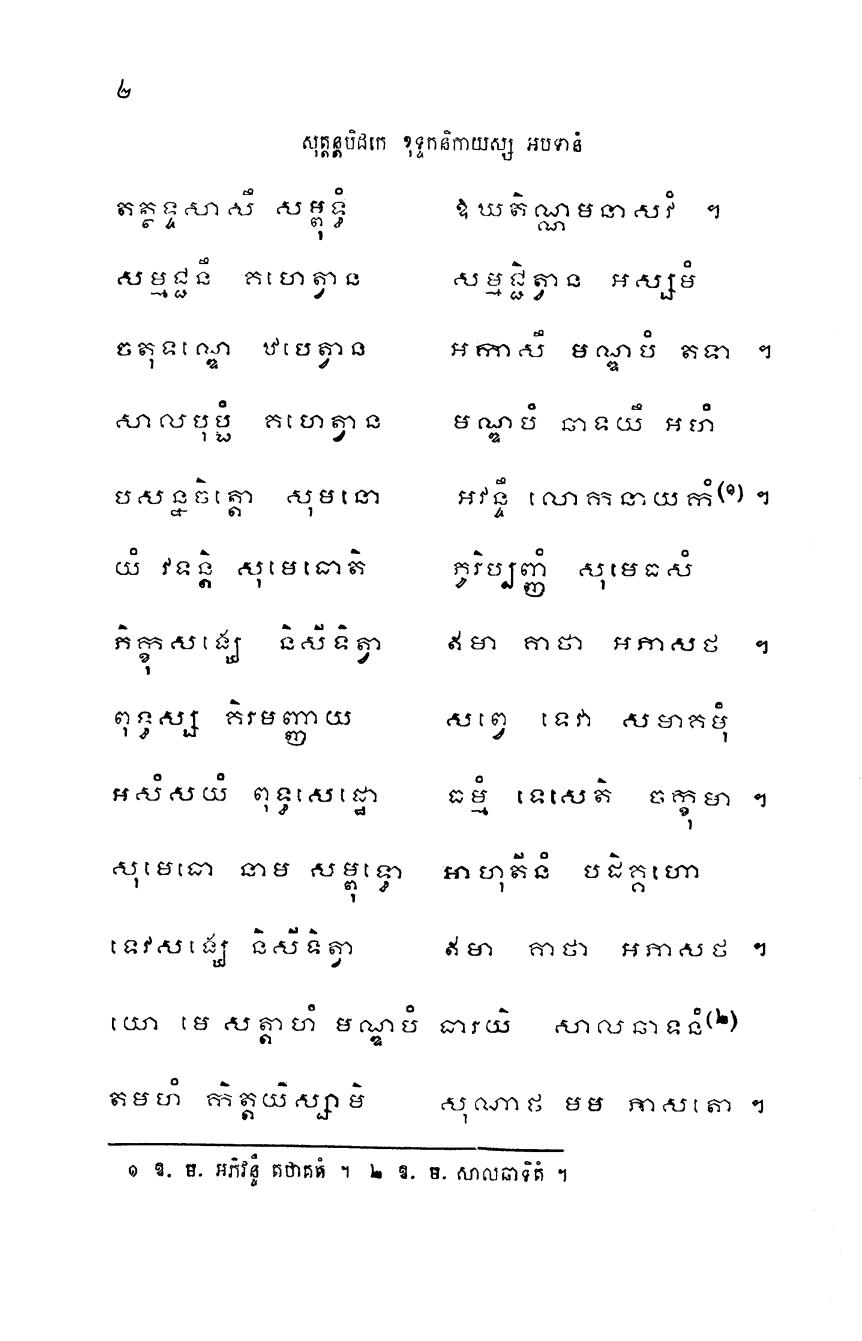 ២
សុត្តន្តបិដកេ ខុទ្ទកនិកាយស្ស អបទានំ
តត្ថទ្ទសាសឹ សម្ពុទ្ធំ ឱឃតិណ្ណមនាសវំ ។
សម្មជ្ជនឹ គហេត្វាន សម្មជ្ជិត្វាន អស្សមំ
ចតុទណ្ឌេ ឋបេត្វាន អកាសឹ មណ្ឌបំ តទា ។
សាលបុប្ផំ គហេត្វាន មណ្ឌបំ ឆាទយឹ អហំ
បសន្នចិត្តោ សុមនោ អវន្ទឹ លោកនាយកំ(១) ។
យំ វទន្តិ សុមេធោតិ ភូរិប្បញ្ញំ សុមេធសំ
ភិក្ខុសង្ឃេ និសីទិត្វា ឥមា គាថា អភាសថ ។
ពុទ្ធស្ស គិរមញ្ញាយ សព្វេ ទេវា សមាគមុំ
អសំសយំ ពុទ្ធសេដ្ឋោ ធម្មំ ទេសេតិ ចក្ខុមា ។
សុមេធោ នាម សម្ពុទ្ធោ អាហុតីនំ បដិគ្គហោ
ទេវសង្ឃេ និសីទិត្វា ឥមា គាថា អភាសថ ។
យោ មេ សត្តាហំ មណ្ឌបំ ធារយិ សាលឆាទនំ(២)
តមហំ កិត្តយិស្សាមិ សុណាថ មម ភាសតោ ។
១ ឱ. ម. អភិវន្ទឹ តថាគតំ ។ ២ ឱ. ម. សាលឆាទិតំ ។